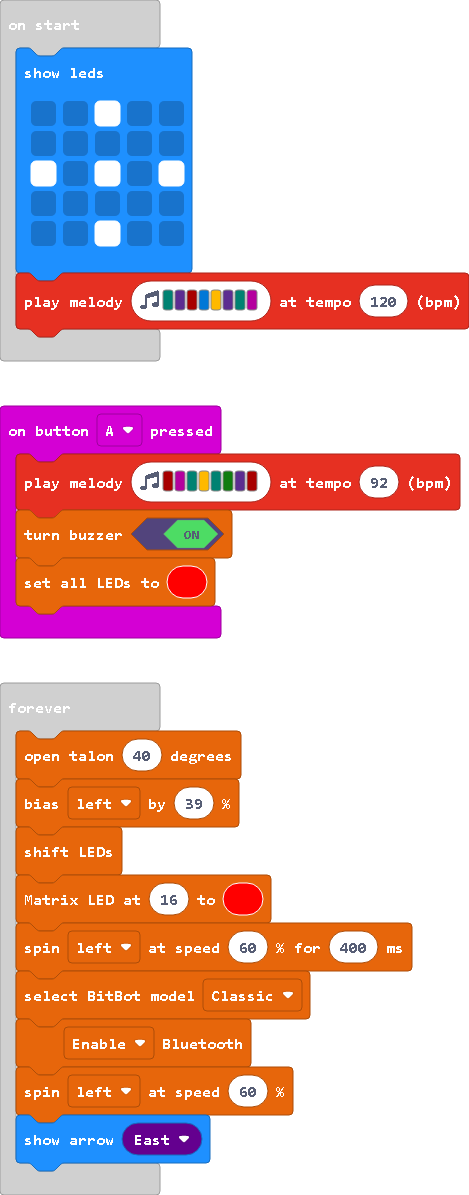 on start
show leds
play melody at tempo 120 (bpm)
on button A pressed
play melody at tempo 92 (bpm)
turn buzzer ON
set all LEDs to
forever
open talon 40 degrees
bias left by 39 %
shift LEDs
Matrix LED at 16 to
spin left at speed 60 % for 400 ms
select BitBot model Classic
Enable Bluetooth
spin left at speed 60 %
show arrow East